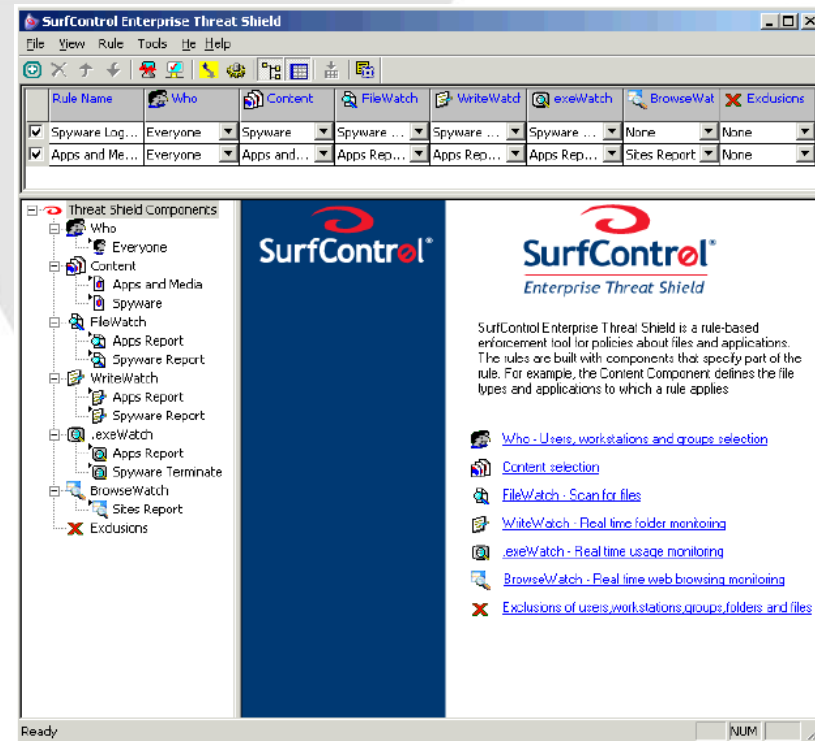 SurfControl Enterprise Threat Shield
File View Rule Tools He Help
Rule Name Who Content FileWatch WriteWatch exeWatch BrowseWat Exclusions
Spyware Log... Everyone Spyware Spyware ... Spyware ... Spyware ... None None
Apps and Me... Everyone Apps and... Apps Rep... Apps Rep... Apps Rep... Sites Report None
Threat Shield Components
Who
Everyone
Content
Apps and Media
Spyware
FileWatch
Apps Report
Spyware Report
WriteWatch
Apps Report
Spyware Report
.exeWatch
Apps Report
Spyware Terminate
BrowseWatch
Sites Report
Exclusions
SurfControl®
SurfControl®
Enterprise Threat Shield
SurfControl Enterprise Threat Shield is a rule-based
enforcement tool for policies about files and applications.
The rules are built with components that specify part of the
rule. For example, the Content Component defines the file
types and applications to which a rule applies
Who - Users, workstations and groups selection
Content selection
FileWatch - Scan for files
WriteWatch - Real time folder monitoring
.exeWatch - Real time usage monitoring
BrowseWatch - Real time web browsing monitoring
Exclusions of users,workstations,groups,folders and files
Ready
NUM